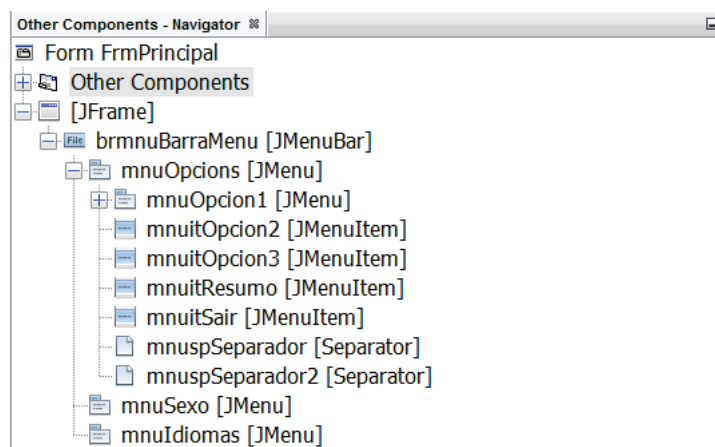 Other Components - Navigator
Form FrmPrincipal
Other Components
[JFrame]
File brmnuBarraMenu [JMenuBar]
mnuOpcions [JMenu]
mnuOpcion1 [JMenu]
mnuitOpcion2 [JMenuItem]
mnuitOpcion3 [JMenuItem]
mnuitResumo [JMenuItem]
mnuitSair [JMenuItem]
mnuspSeparador [Separator]
mnuspSeparador2 [Separator]
mnuSexo [JMenu]
mnuIdiomas [JMenu]